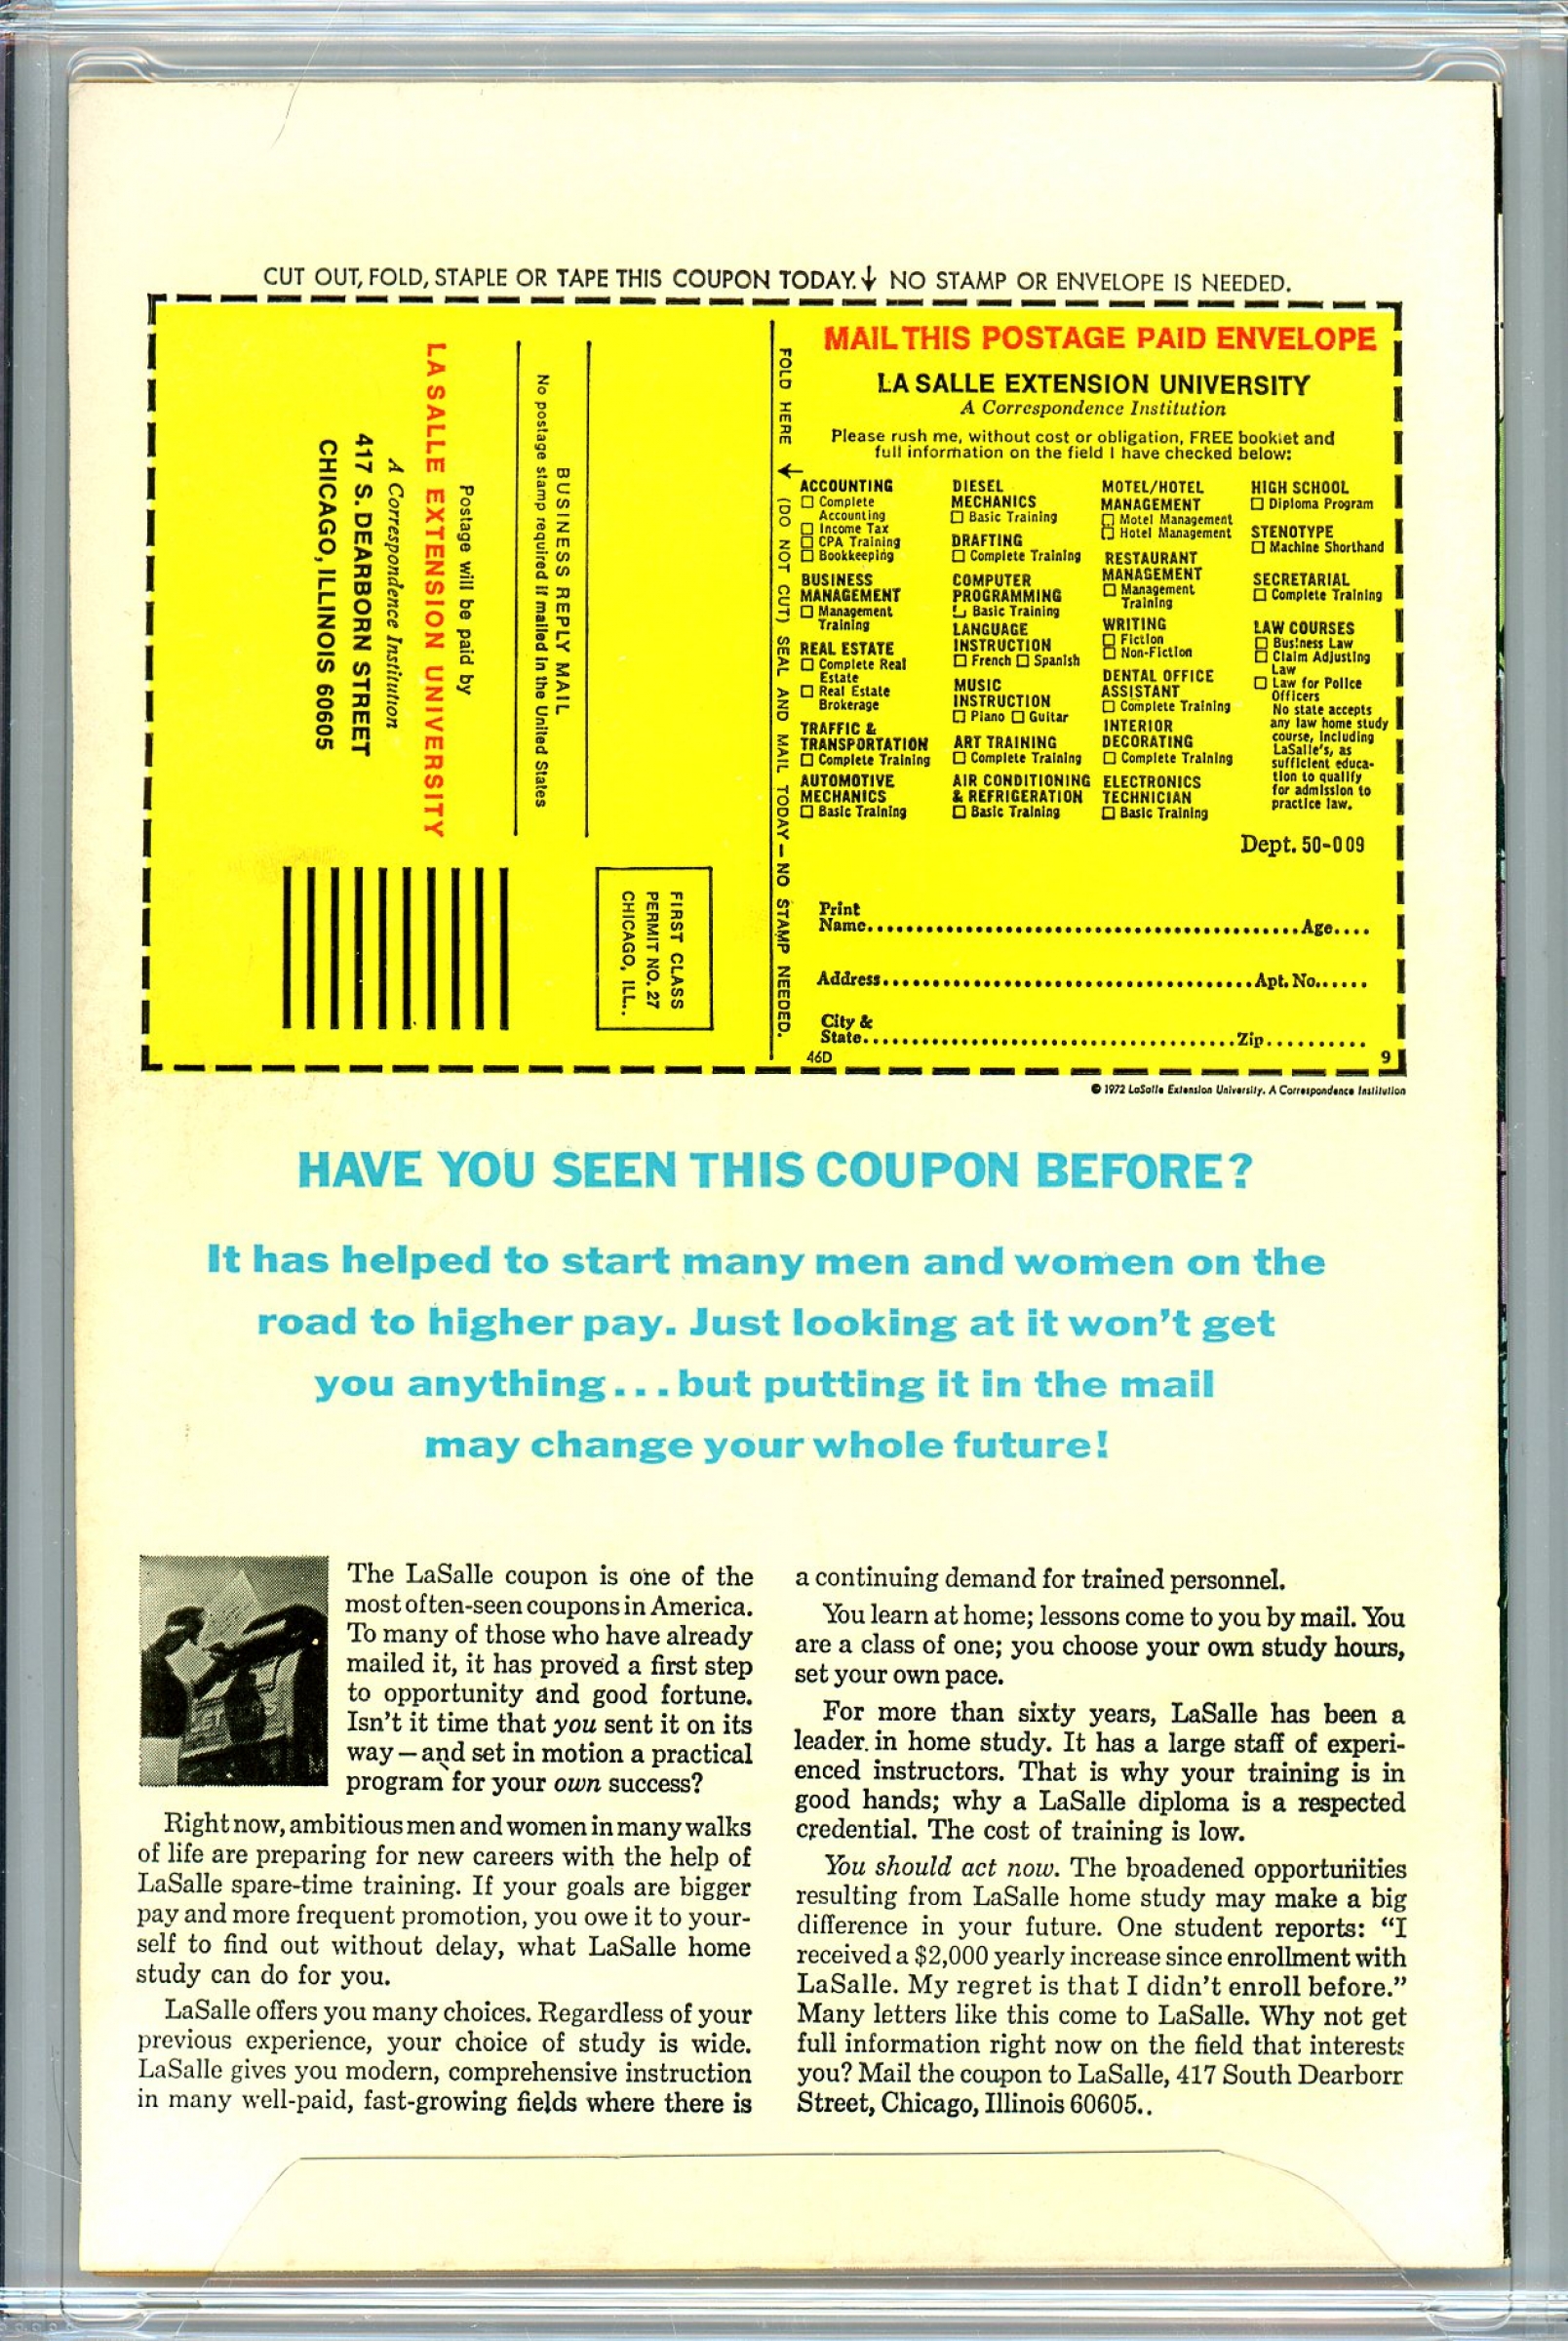 CUT OUT, FOLD, STAPLE OR TAPE THIS COUPON TODAY. ↓ NO STAMP OR ENVELOPE IS NEEDED.
LA SALLE EXTENSION UNIVERSITY
A Correspondence Institution
417 S. DEARBORN STREET
CHICAGO, ILLINOIS 60605
Postage will be paid by
No postage stamp required if mailed in the United States
BUSINESS REPLY MAIL
FIRST CLASS
PERMIT NO. 27
CHICAGO, ILL..
FOLD HERE ↓ (DO NOT CUT) SEAL AND MAIL TODAY — NO STAMP NEEDED.
MAIL THIS POSTAGE PAID ENVELOPE
LA SALLE EXTENSION UNIVERSITY
A Correspondence Institution
Please rush me, without cost or obligation, FREE booklet and
full information on the field I have checked below:
ACCOUNTING
☐ Complete
Accounting
☐ Income Tax
☐ CPA Training
☐ Bookkeeping
BUSINESS
MANAGEMENT
☐ Management
Training
REAL ESTATE
☐ Complete Real
Estate
☐ Real Estate
Brokerage
TRAFFIC &
TRANSPORTATION
☐ Complete Training
AUTOMOTIVE
MECHANICS
☐ Basic Training
DIESEL
MECHANICS
☐ Basic Training
DRAFTING
☐ Complete Training
COMPUTER
PROGRAMMING
☐ Basic Training
LANGUAGE
INSTRUCTION
☐ French ☐ Spanish
MUSIC
INSTRUCTION
☐ Piano ☐ Guitar
ART TRAINING
☐ Complete Training
AIR CONDITIONING
& REFRIGERATION
☐ Basic Training
MOTEL/HOTEL
MANAGEMENT
☐ Motel Management
☐ Hotel Management
RESTAURANT
MANAGEMENT
☐ Management
Training
WRITING
☐ Fiction
☐ Non-Fiction
DENTAL OFFICE
ASSISTANT
☐ Complete Training
INTERIOR
DECORATING
☐ Complete Training
ELECTRONICS
TECHNICIAN
☐ Basic Training
HIGH SCHOOL
☐ Diploma Program
STENOTYPE
☐ Machine Shorthand
SECRETARIAL
☐ Complete Training
LAW COURSES
☐ Business Law
☐ Claim Adjusting
Law
☐ Law for Police
Officers
No state accepts
any law home study
course, including
LaSalle's, as
sufficient educa-
tion to qualify
for admission to
practice law.
Dept. 50-009
Print
Name.............................................Age....
Address......................................Apt. No......
City &
State......................................Zip..........
46D 9
© 1972 LaSalle Extension University. A Correspondence Institution
HAVE YOU SEEN THIS COUPON BEFORE?
It has helped to start many men and women on the
road to higher pay. Just looking at it won't get
you anything...but putting it in the mail
may change your whole future!
The LaSalle coupon is one of the
most often-seen coupons in America.
To many of those who have already
mailed it, it has proved a first step
to opportunity and good fortune.
Isn't it time that you sent it on its
way—and set in motion a practical
program for your own success?
Right now, ambitious men and women in many walks
of life are preparing for new careers with the help of
LaSalle spare-time training. If your goals are bigger
pay and more frequent promotion, you owe it to your-
self to find out without delay, what LaSalle home
study can do for you.
LaSalle offers you many choices. Regardless of your
previous experience, your choice of study is wide.
LaSalle gives you modern, comprehensive instruction
in many well-paid, fast-growing fields where there is
a continuing demand for trained personnel.
You learn at home; lessons come to you by mail. You
are a class of one; you choose your own study hours,
set your own pace.
For more than sixty years, LaSalle has been a
leader in home study. It has a large staff of experi-
enced instructors. That is why your training is in
good hands; why a LaSalle diploma is a respected
credential. The cost of training is low.
You should act now. The broadened opportunities
resulting from LaSalle home study may make a big
difference in your future. One student reports: “I
received a $2,000 yearly increase since enrollment with
LaSalle. My regret is that I didn't enroll before.”
Many letters like this come to LaSalle. Why not get
full information right now on the field that interests
you? Mail the coupon to LaSalle, 417 South Dearborn
Street, Chicago, Illinois 60605..